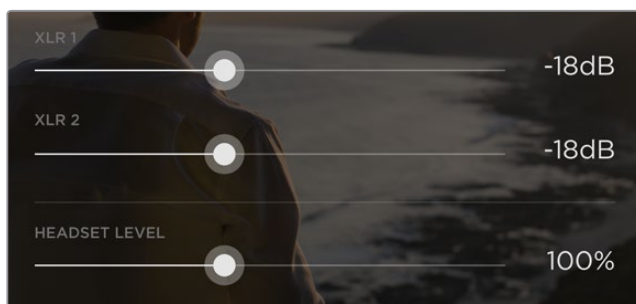 XLR 1
-18dB
XLR 2
-18dB
HEADSET LEVEL
100%